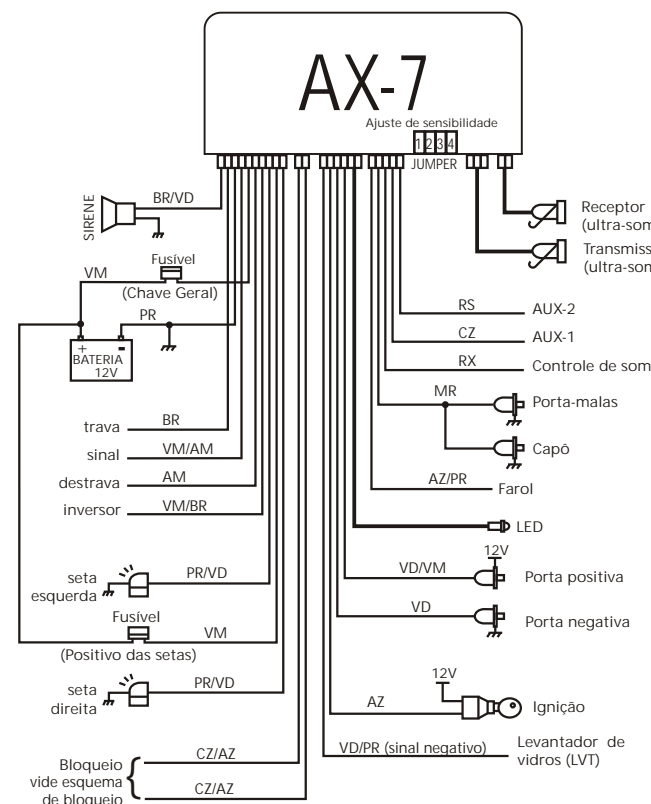 AX-7
Ajuste de sensibilidade
1 2 3 4
JUMPER
SIRENE
BR/VD
Receptor
(ultra-som
Transmiss
(ultra-som
Fusível
VM
(Chave Geral)
PR
+ -
BATERIA
12V
RS
AUX-2
CZ
AUX-1
RX
Controle de som
MR
Porta-malas
Capô
trava
BR
sinal
VM/AM
destrava
AM
inversor
VM/BR
AZ/PR
Farol
LED
12V
seta
esquerda
PR/VD
VD/VM
Porta positiva
Fusível
VM
(Positivo das setas)
VD
Porta negativa
seta
direita
PR/VD
12V
AZ
Ignição
Bloqueio
vide esquema
de bloqueio
CZ/AZ
CZ/AZ
VD/PR (sinal negativo)
Levantador de
vidros (LVT)